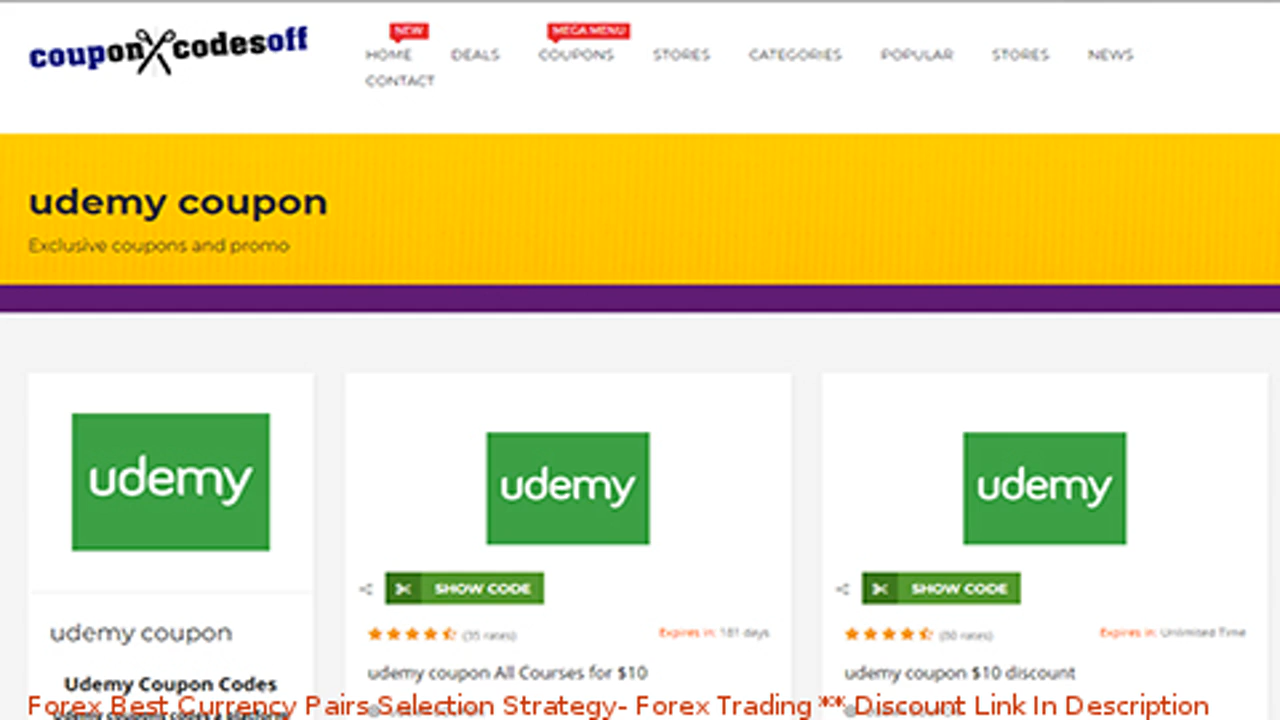 couponXcodesoff
NEW
MEGA MENU
HOME DEALS COUPONS STORES CATEGORIES POPULAR STORES NEWS
CONTACT
udemy coupon
Exclusive coupons and promo
udemy
udemy
udemy
SHOW CODE
SHOW CODE
(35 rates)
Expires in: 181 days
Expires in: Unlimited Time
udemy coupon
udemy coupon All Courses for $10
udemy coupon $10 discount
Udemy Coupon Codes
Forex Best Currency Pairs Selection Strategy- Forex Trading ** Discount Link In Description